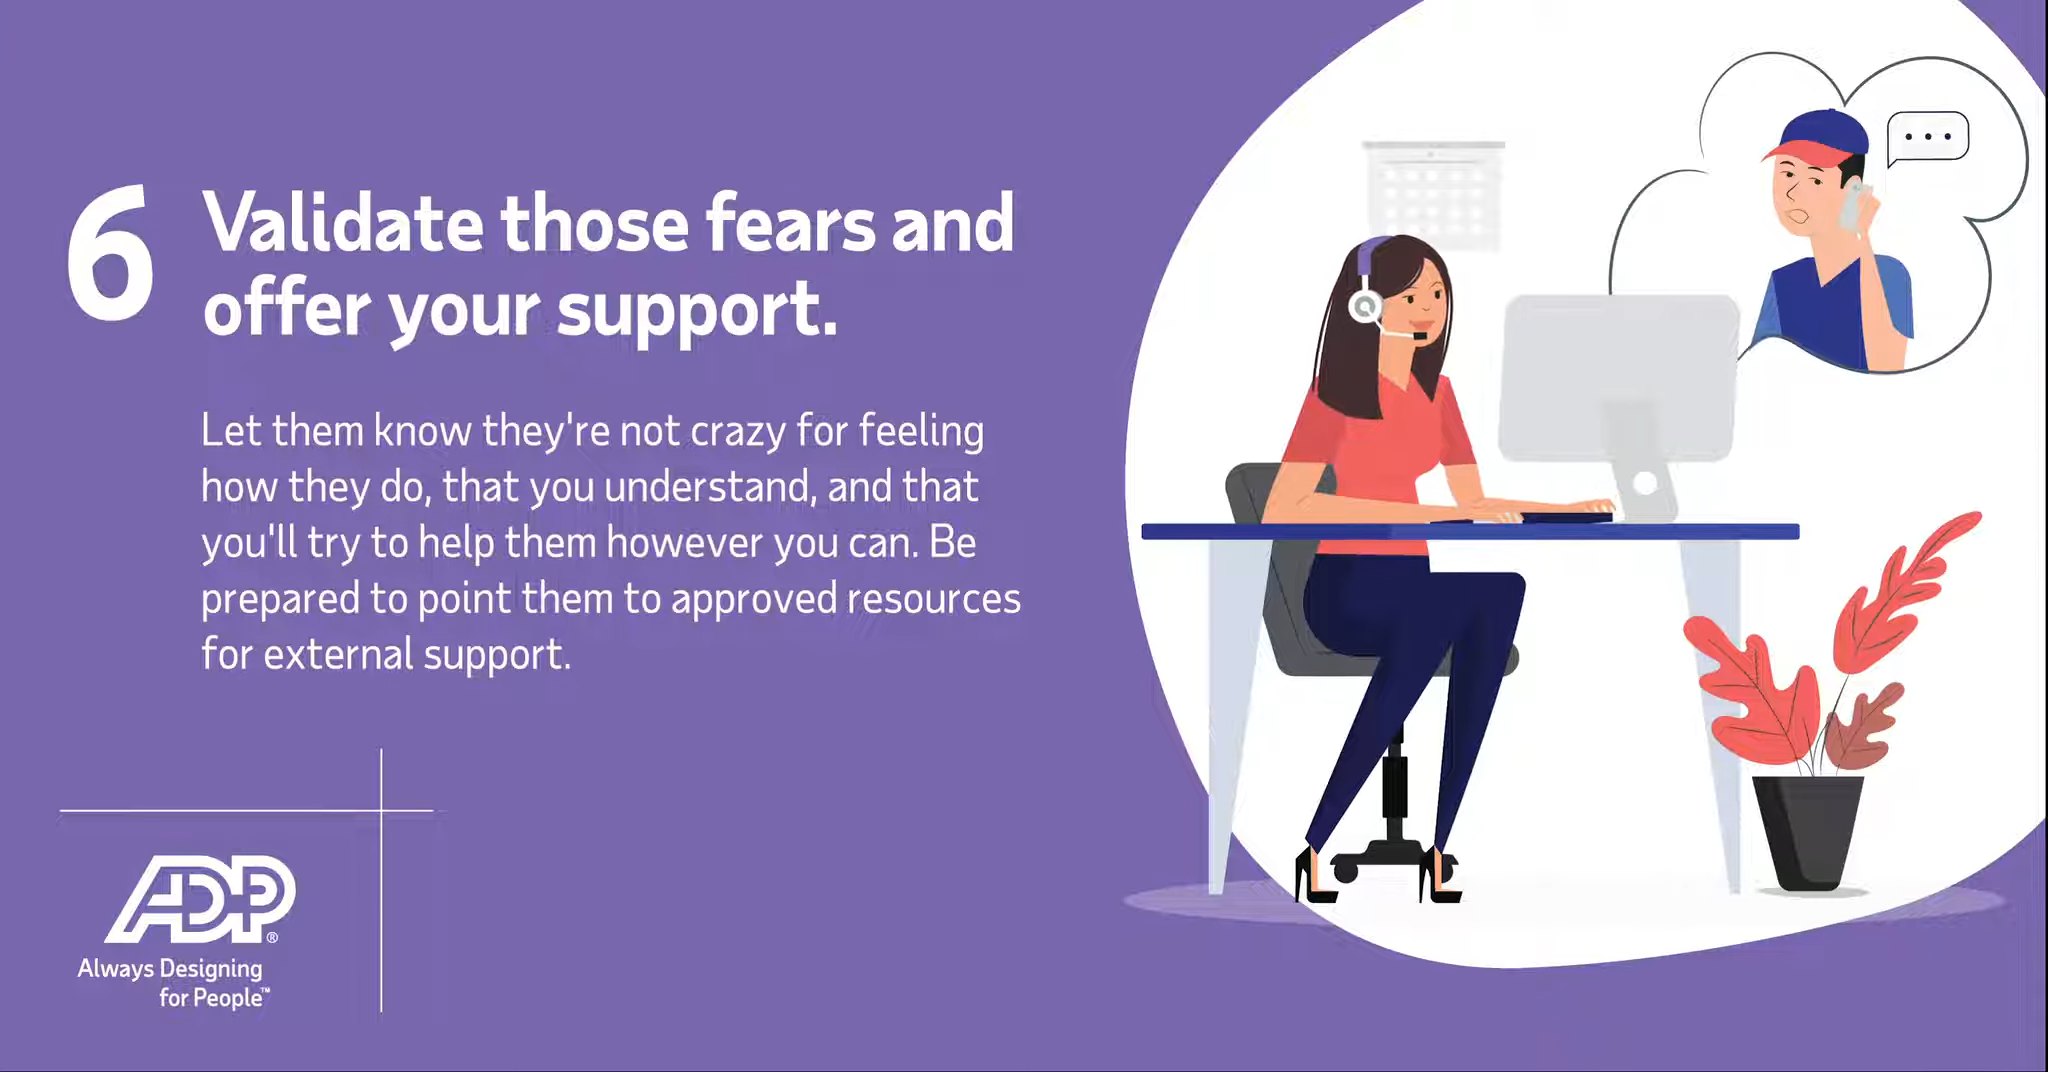 6
Validate those fears and
offer your support.
Let them know they're not crazy for feeling
how they do, that you understand, and that
you'll try to help them however you can. Be
prepared to point them to approved resources
for external support.
ADP®
Always Designing
for People™